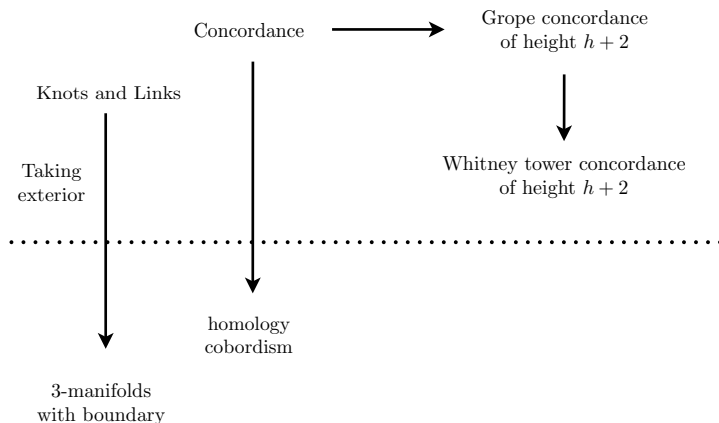 Concordance
Grope concordance
of height h + 2
Knots and Links
Whitney tower concordance
of height h + 2
Taking
exterior
homology
cobordism
3-manifolds
with boundary